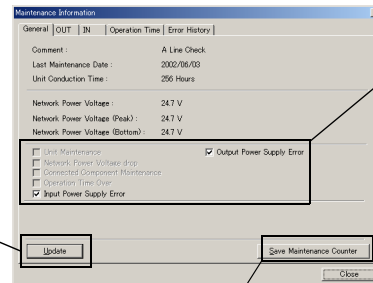 Maintenance Information
General OUT IN Operation Time Error History
Comment : A Line Check
Last Maintenance Date : 2002/06/03
Unit Conduction Time : 256 Hours
Network Power Voltage : 24.7 V
Network Power Voltage (Peak) : 24.7 V
Network Power Voltage (Bottom) : 24.7 V
Unit Maintenance Output Power Supply Error
Network Power Voltage drop
Connected Component Maintenance
Operation Time Over
Input Power Supply Error
Update Save Maintenance Counter
Close